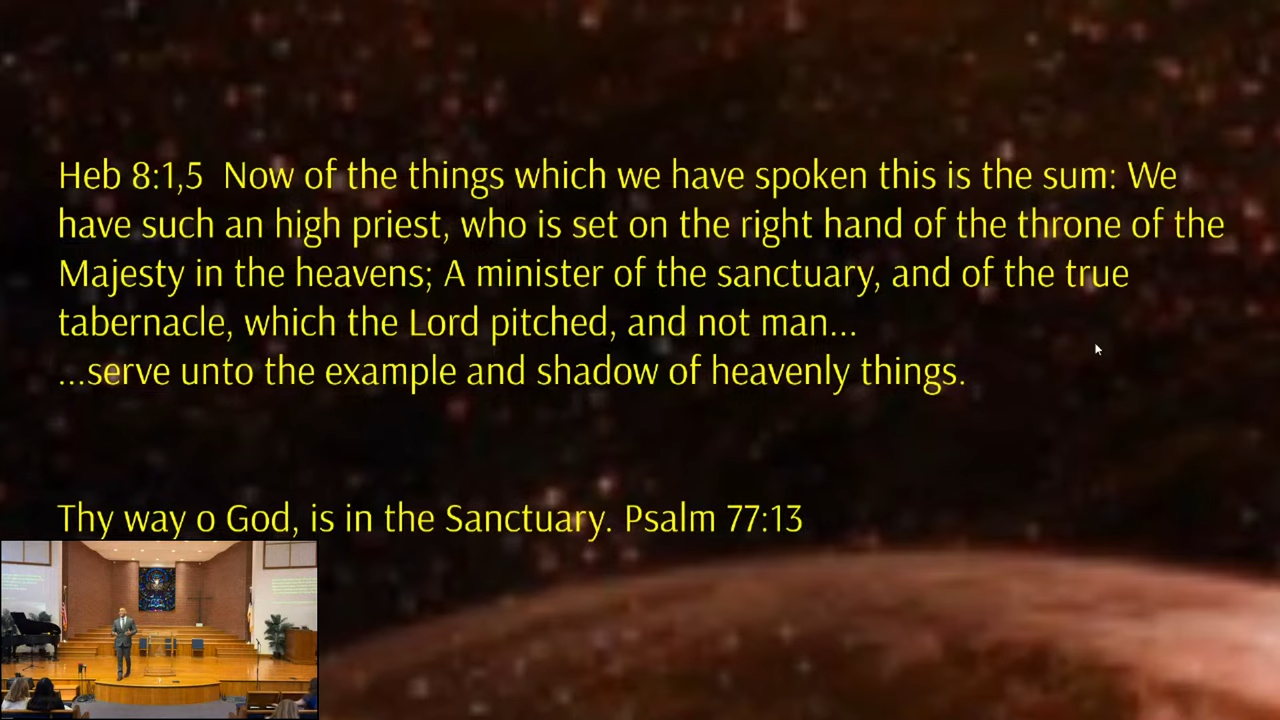 Heb 8:1,5  Now of the things which we have spoken this is the sum: We
have such an high priest, who is set on the right hand of the throne of the
Majesty in the heavens; A minister of the sanctuary, and of the true
tabernacle, which the Lord pitched, and not man...
...serve unto the example and shadow of heavenly things.
Thy way o God, is in the Sanctuary. Psalm 77:13